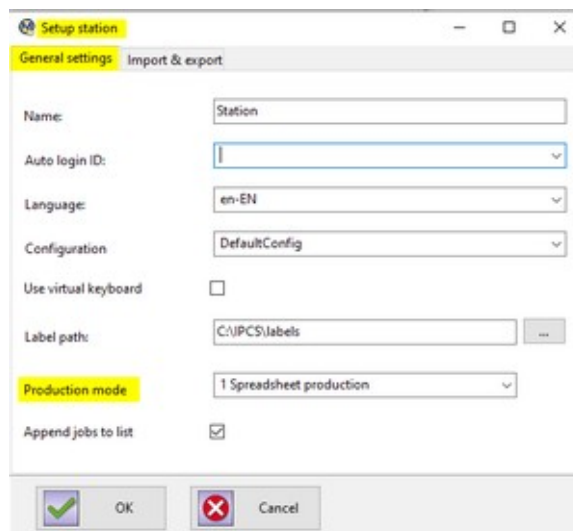 Setup station
General settings Import & export
Name: Station
Auto login ID:
Language: en-EN
Configuration DefaultConfig
Use virtual keyboard
Label path: C:\IPCS\labels ...
Production mode 1 Spreadsheet production
Append jobs to list
OK Cancel